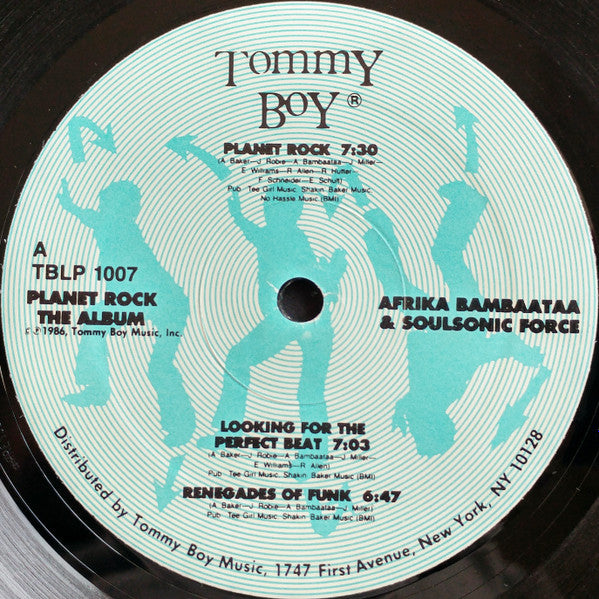 Tommy
Boy®
PLANET ROCK 7:30
(A. Baker–J. Robie–A. Bambaataa–J. Miller–
E. Williams–R. Allen–R. Hutter–
F. Schneider–E. Schult)
Pub. Tee Girl Music. Shakin. Baker Music.
No Hassle Music.(BMI)
A
TBLP 1007
PLANET ROCK
THE ALBUM
©℗1986, Tommy Boy Music, Inc.
AFRIKA BAMBAATAA
& SOULSONIC FORCE
LOOKING FOR THE
PERFECT BEAT 7:03
(A. Baker–J. Robie–A. Bambaataa–J. Miller–
E. Williams–R. Allen)
Pub. Tee Girl Music. Shakin. Baker Music (BMI)
RENEGADES OF FUNK 6:47
(A. Baker–J. Robie–A. Bambaataa–J. Miller)
Pub. Tee Girl Music. Shakin. Baker Music (BMI)
Distributed by Tommy Boy Music, 1747 First Avenue, New York, NY 10128